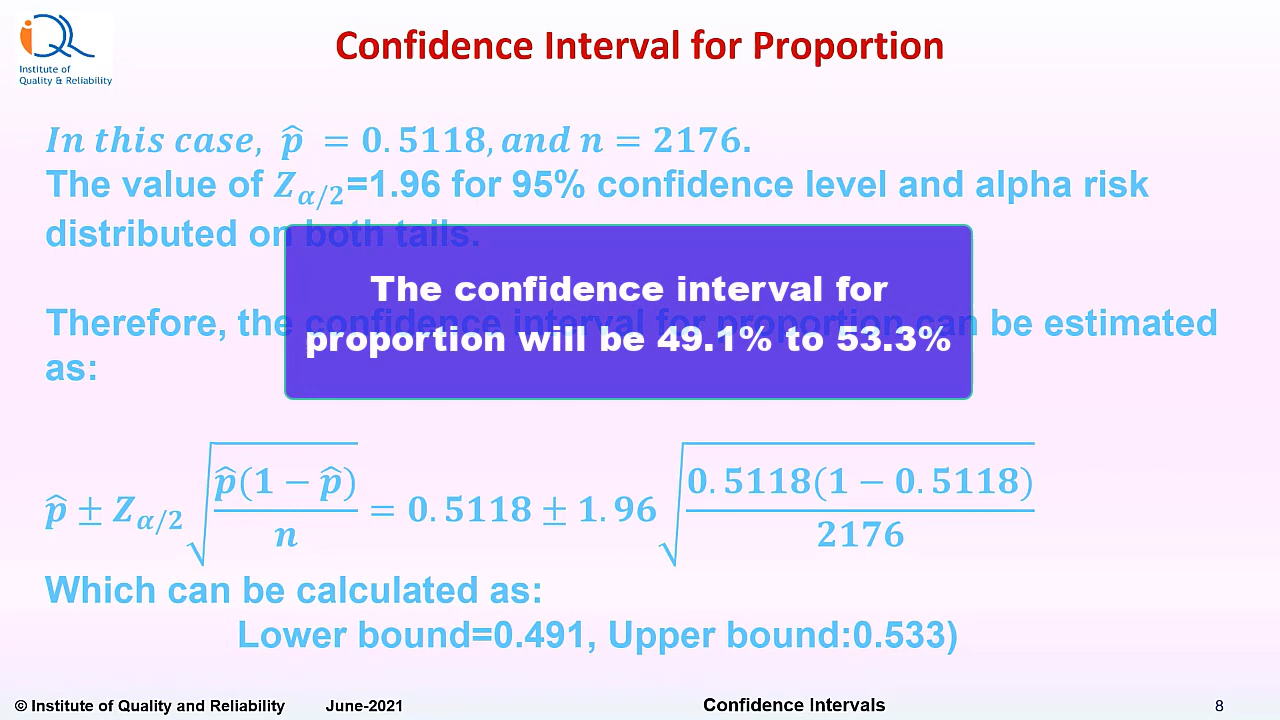 iQR
Institute of
Quality & Reliability
Confidence Interval for Proportion
In this case, p̂ = 0.5118, and n = 2176.
The value of Z_{α/2}=1.96 for 95% confidence level and alpha risk
distributed on both tails.
The confidence interval for
proportion will be 49.1% to 53.3%
Therefore, the confidence interval for proportion can be estimated
as:
p̂ ± Z_{α/2} √(p̂(1 − p̂)/n) = 0.5118 ± 1.96 √(0.5118(1 − 0.5118)/2176)
Which can be calculated as:
Lower bound=0.491, Upper bound:0.533)
© Institute of Quality and Reliability June-2021 Confidence Intervals 8